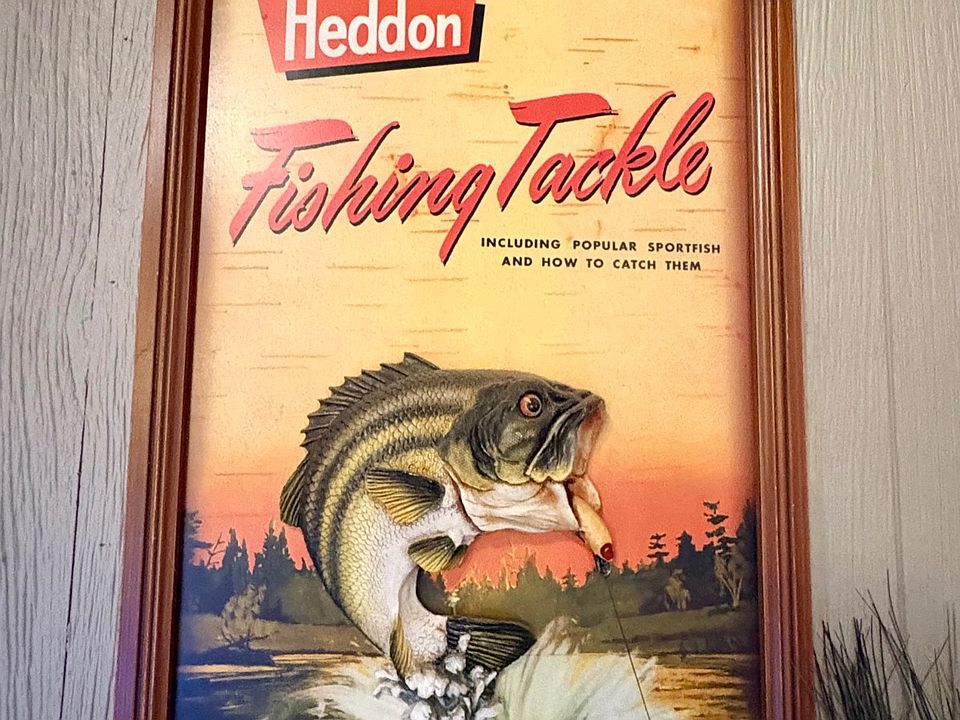 Heddon
Fishing Tackle
INCLUDING POPULAR SPORTFISH
AND HOW TO CATCH THEM